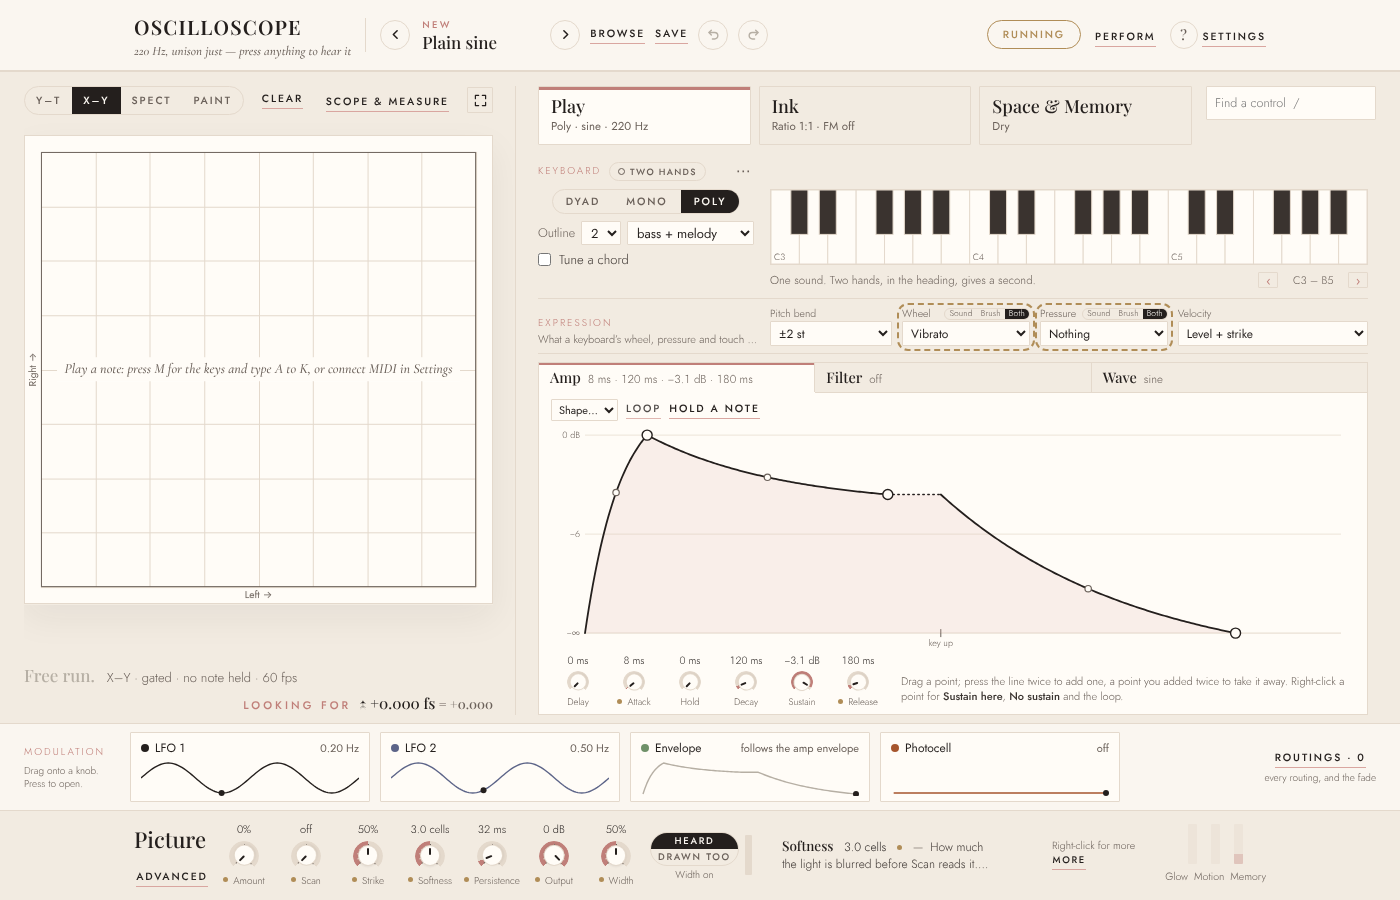 OSCILLOSCOPE
220 Hz, unison just — press anything to hear it
NEW
Plain sine
BROWSE SAVE
RUNNING
PERFORM
?
SETTINGS
Y–T X–Y SPECT PAINT
CLEAR
SCOPE & MEASURE
Play
Poly · sine · 220 Hz
Ink
Ratio 1:1 · FM off
Space & Memory
Dry
Find a control /
KEYBOARD
TWO HANDS
···
DYAD MONO POLY
Outline 2 bass + melody
Tune a chord
C3 C4 C5
One sound. Two hands, in the heading, gives a second.
‹ C3 – B5 ›
EXPRESSION
What a keyboard's wheel, pressure and touch ...
Pitch bend
±2 st
Wheel Sound Brush Both
Vibrato
Pressure Sound Brush Both
Nothing
Velocity
Level + strike
Right →
Play a note: press M for the keys and type A to K, or connect MIDI in Settings
Left →
Amp 8 ms · 120 ms · −3.1 dB · 180 ms
Filter off
Wave sine
Shape...
LOOP HOLD A NOTE
0 dB
−6
−∞
key up
0 ms 8 ms 0 ms 120 ms −3.1 dB 180 ms
Delay Attack Hold Decay Sustain Release
Drag a point; press the line twice to add one, a point you added twice to take it away. Right-click a
point for Sustain here, No sustain and the loop.
Free run. X–Y · gated · no note held · 60 fps
LOOKING FOR +0.000 fs = +0.000
MODULATION
Drag onto a knob.
Press to open.
LFO 1 0.20 Hz
LFO 2 0.50 Hz
Envelope follows the amp envelope
Photocell off
ROUTINGS · 0
every routing, and the fade
Picture
ADVANCED
0% off 50% 3.0 cells 32 ms 0 dB 50%
Amount Scan Strike Softness Persistence Output Width
HEARD
DRAWN TOO
Width on
Softness 3.0 cells — How much
the light is blurred before Scan reads it....
Right-click for more
MORE
Glow Motion Memory